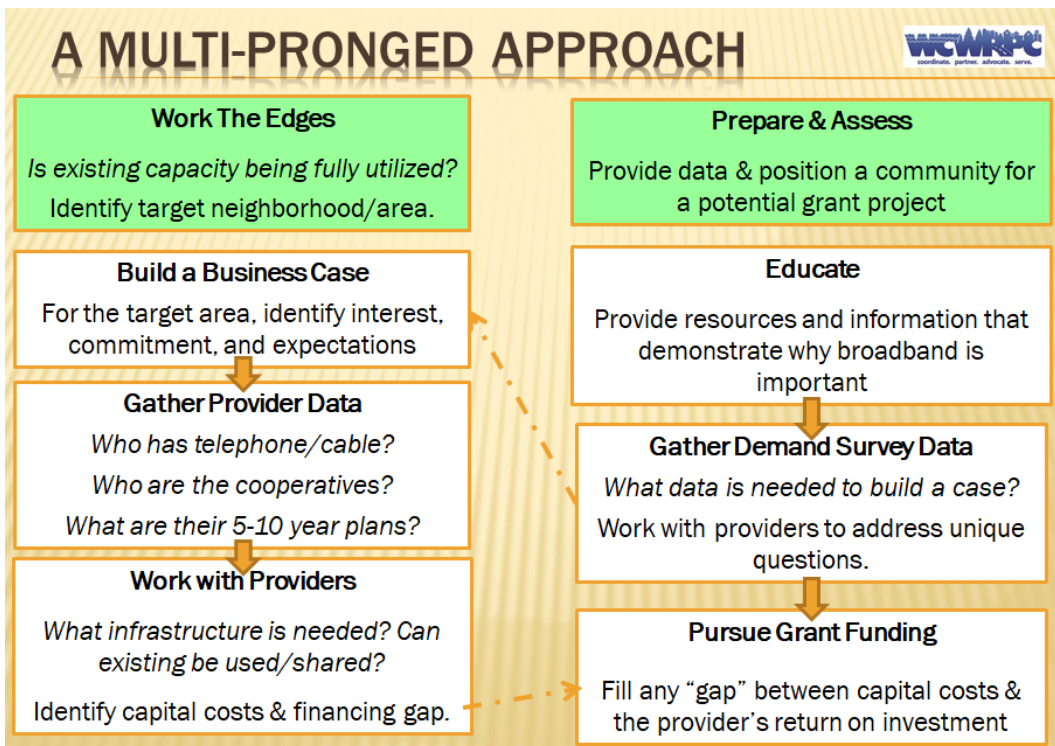 A MULTI-PRONGED APPROACH
WCWRPC
coordinate. partner. advocate. serve.
Work The Edges
Is existing capacity being fully utilized?
Identify target neighborhood/area.
Build a Business Case
For the target area, identify interest,
commitment, and expectations
Gather Provider Data
Who has telephone/cable?
Who are the cooperatives?
What are their 5-10 year plans?
Work with Providers
What infrastructure is needed? Can
existing be used/shared?
Identify capital costs & financing gap.
Prepare & Assess
Provide data & position a community for
a potential grant project
Educate
Provide resources and information that
demonstrate why broadband is
important
Gather Demand Survey Data
What data is needed to build a case?
Work with providers to address unique
questions.
Pursue Grant Funding
Fill any “gap” between capital costs &
the provider’s return on investment